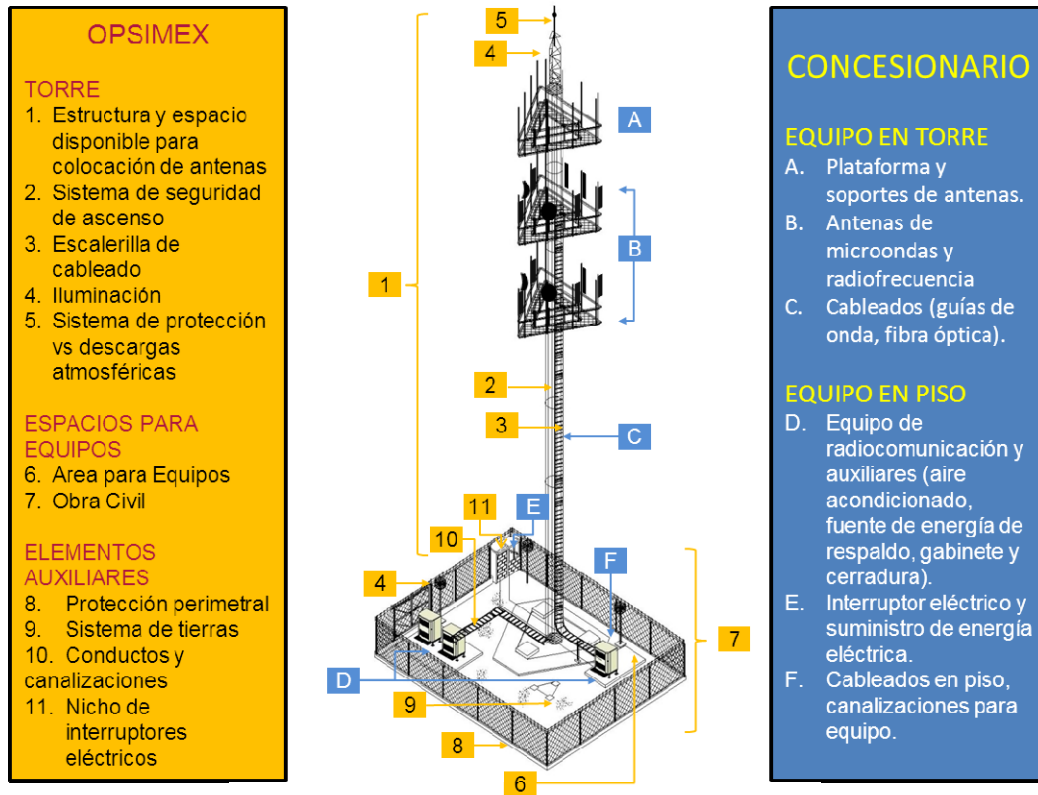 OPSIMEX
TORRE
1. Estructura y espacio
disponible para
colocación de antenas
2. Sistema de seguridad
de ascenso
3. Escalerilla de
cableado
4. Iluminación
5. Sistema de protección
vs descargas
atmosféricas
ESPACIOS PARA
EQUIPOS
6. Area para Equipos
7. Obra Civil
ELEMENTOS
AUXILIARES
8. Protección perimetral
9. Sistema de tierras
10. Conductos y
canalizaciones
11. Nicho de
interruptores
eléctricos
5
4
A
B
1
2
3
C
11
E
10
F
4
7
D
9
8
6
CONCESIONARIO
EQUIPO EN TORRE
A. Plataforma y
soportes de antenas.
B. Antenas de
microondas y
radiofrecuencia
C. Cableados (guías de
onda, fibra óptica).
EQUIPO EN PISO
D. Equipo de
radiocomunicación y
auxiliares (aire
acondicionado,
fuente de energía de
respaldo, gabinete y
cerradura).
E. Interruptor eléctrico y
suministro de energía
eléctrica.
F. Cableados en piso,
canalizaciones para
equipo.